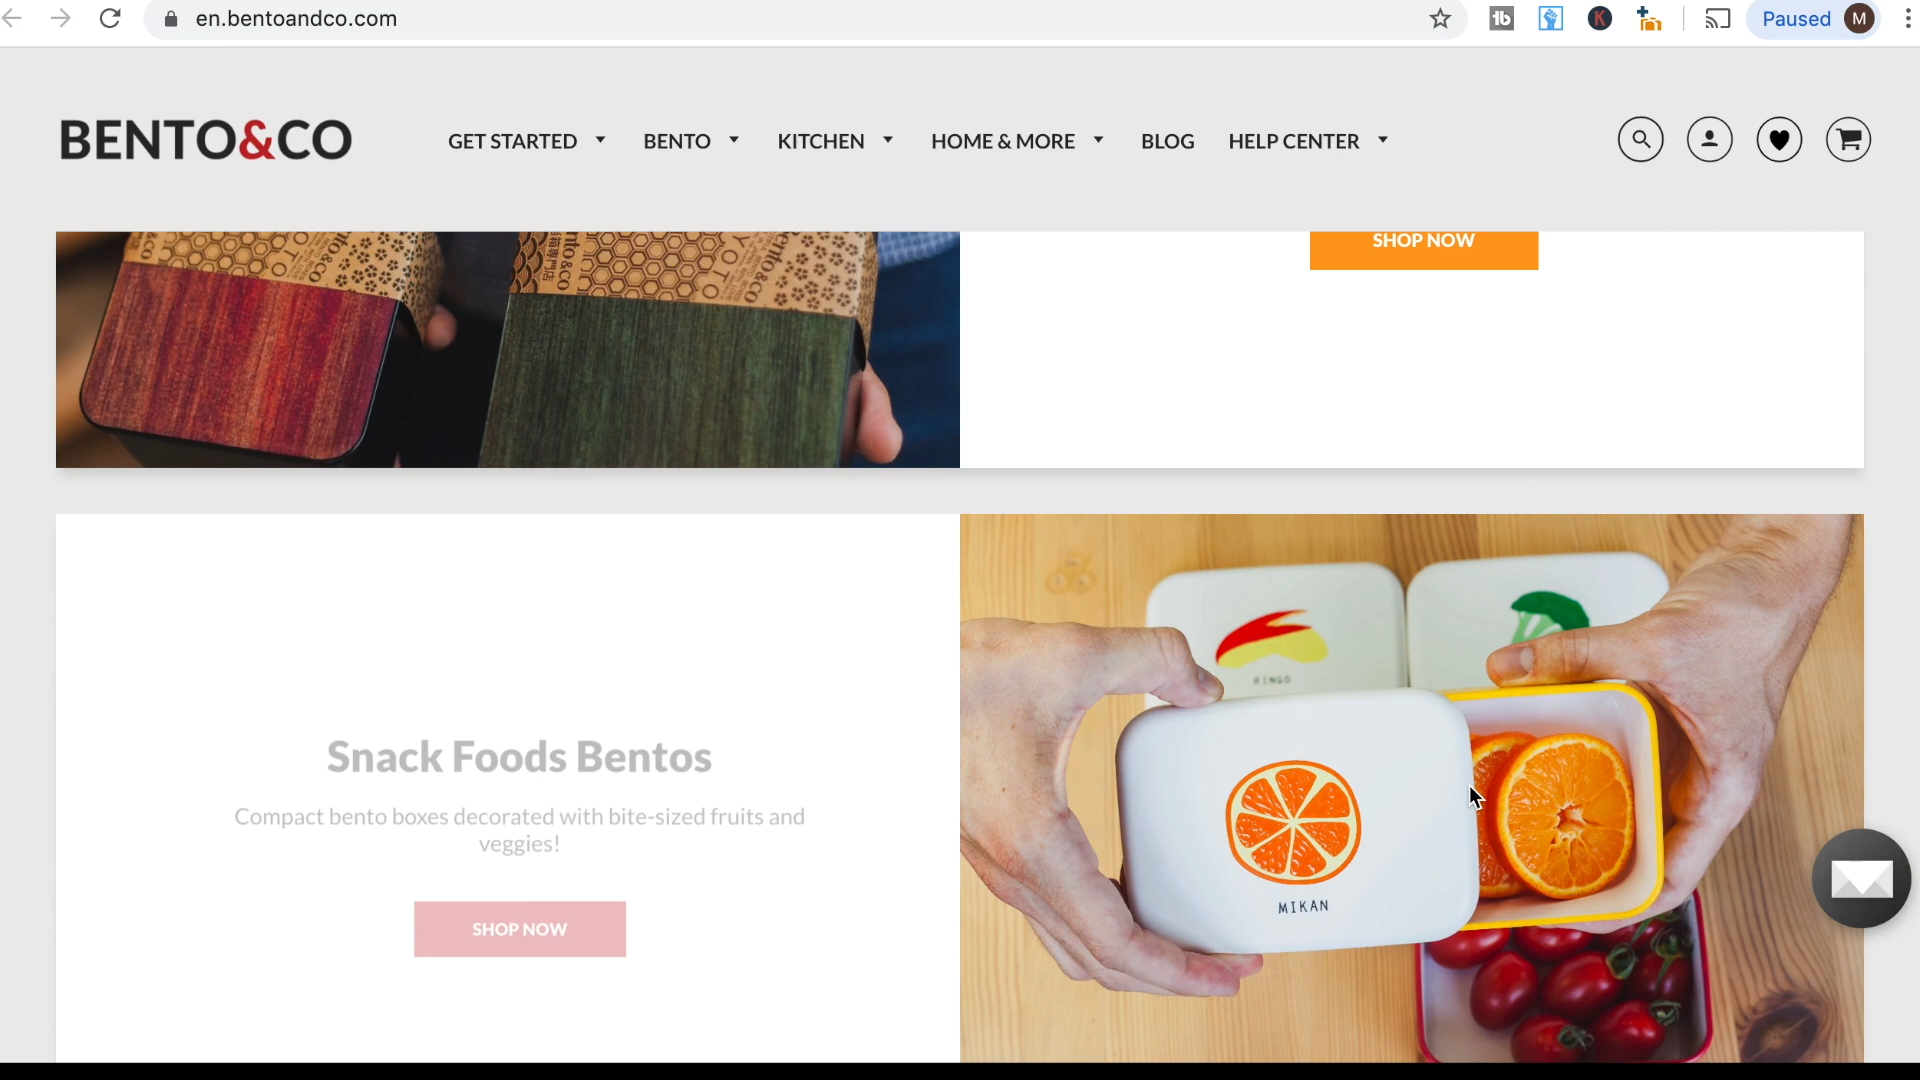 en.bentoandco.com
Paused M
BENTO&CO
GET STARTED BENTO KITCHEN HOME & MORE BLOG HELP CENTER
SHOP NOW
Snack Foods Bentos
Compact bento boxes decorated with bite-sized fruits and
veggies!
SHOP NOW
RINGO
MIKAN